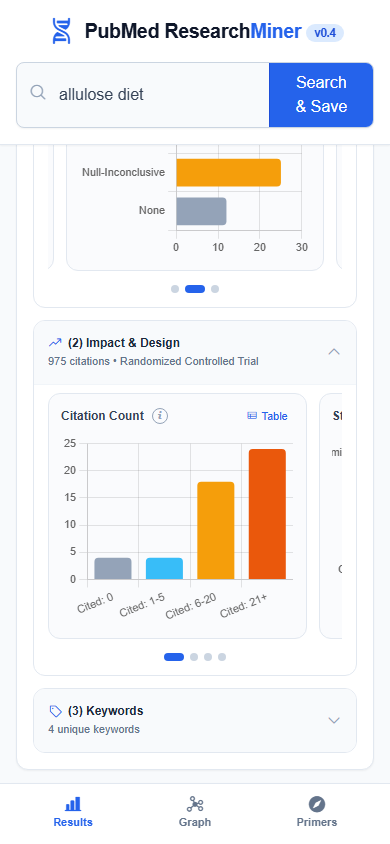 PubMed ResearchMiner v0.4
allulose diet
Search
& Save
Null-Inconclusive
None
0 10 20 30
(2) Impact & Design
975 citations • Randomized Controlled Trial
Citation Count i Table
25
20
15
10
5
0
Cited: 0 Cited: 1-5 Cited: 6-20 Cited: 21+
(3) Keywords
4 unique keywords
Results Graph Primers